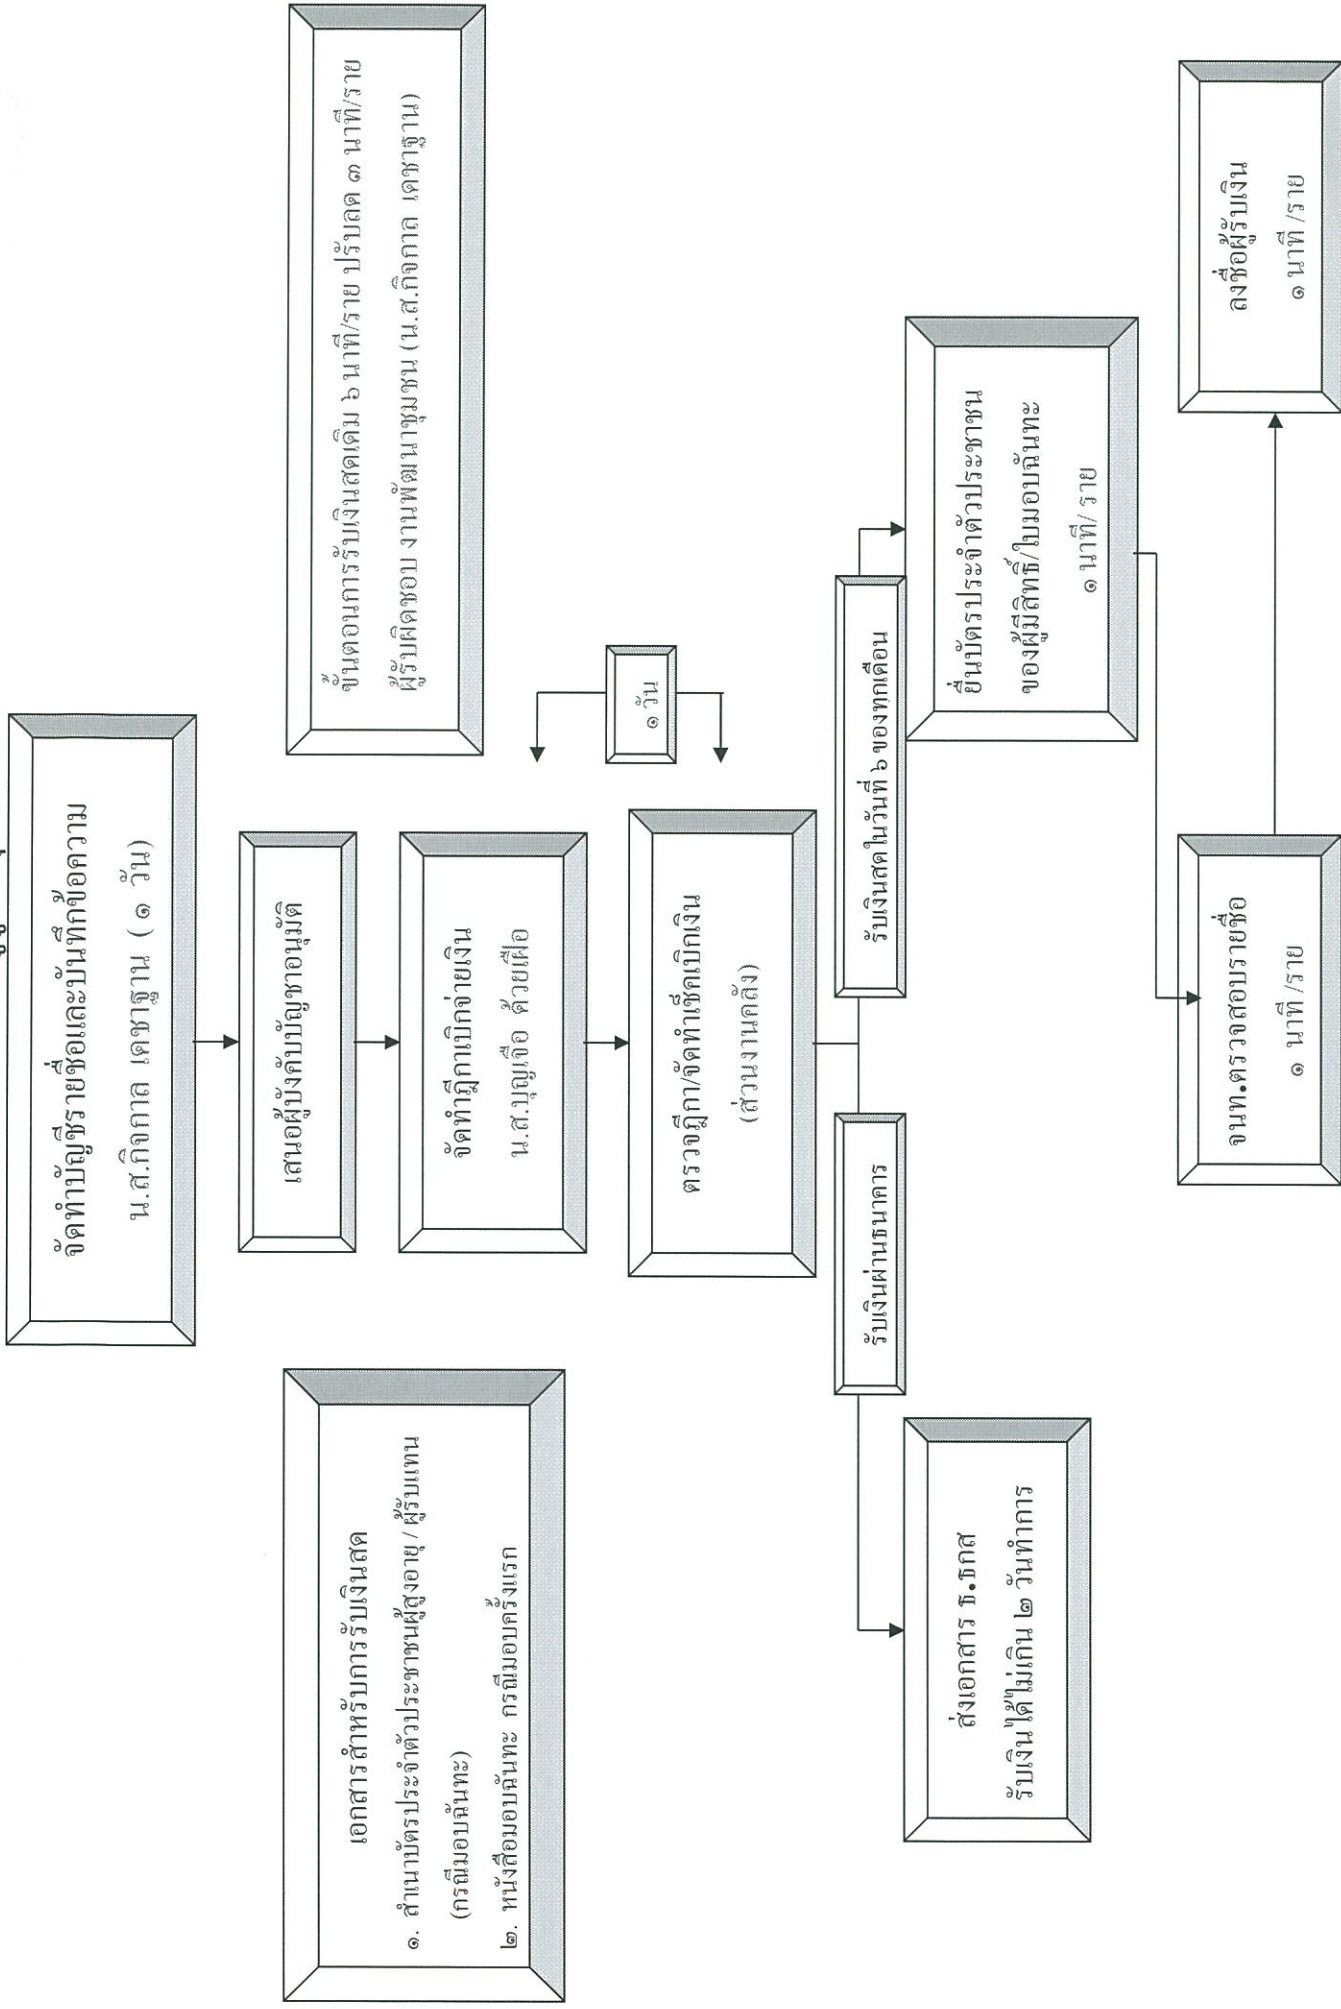 จัดทำบัญชีรายชื่อและบันทึกข้อความ
น.ส.กิจกาล เดชาฐาน ( ๑ วัน)
เสนอผู้บังคับบัญชาอนุมัติ
จัดทำฎีกาเบิกจ่ายเงิน
น.ส.บุญเจือ ด้วยเผือ
ตรวจฎีกา/จัดทำเช็คเบิกเงิน
(ส่วนงานคลัง)
๑ วัน
ขั้นตอนการรับเงินสดเดิม ๖ นาที/ราย ปรับลด ๓ นาที/ราย
ผู้รับผิดชอบ งานพัฒนาชุมชน (น.ส.กิจกาล เดชาฐาน)
เอกสารสำหรับการรับเงินสด
๑. สำเนาบัตรประจำตัวประชาชนผู้สูงอายุ / ผู้รับแทน
(กรณีมอบฉันทะ)
๒. หนังสือมอบฉันทะ กรณีมอบครั้งแรก
รับเงินผ่านธนาคาร
รับเงินสดในวันที่ ๖ ของทุกเดือน
ส่งเอกสาร ธ.ธกส
รับเงินได้ไม่เกิน ๒ วันทำการ
ยื่นบัตรประจำตัวประชาชน
ของผู้มีสิทธิ์/ใบมอบฉันทะ
๑ นาที/ ราย
จนท.ตรวจสอบรายชื่อ
๑ นาที /ราย
ลงชื่อผู้รับเงิน
๑ นาที /ราย